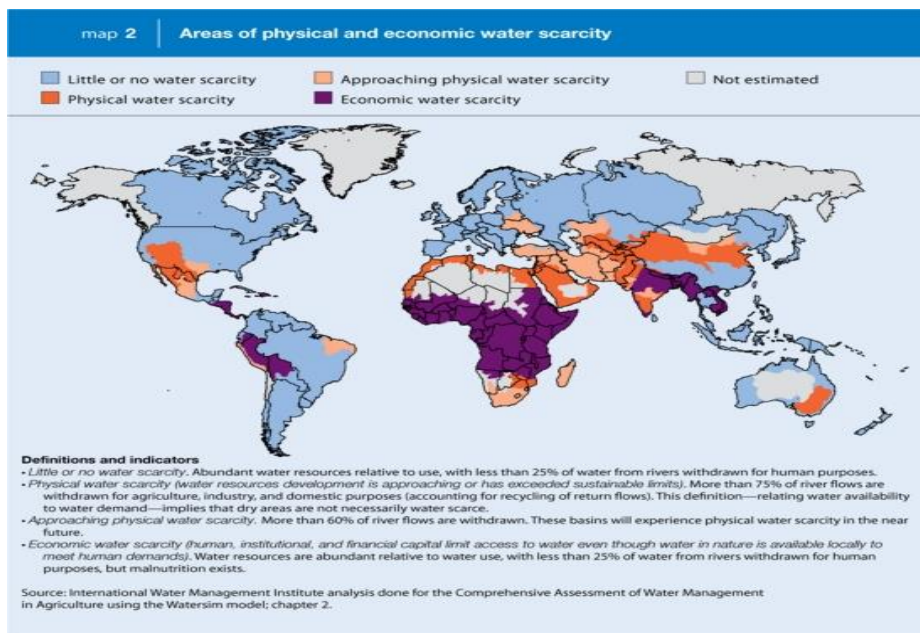 map 2 Areas of physical and economic water scarcity
Little or no water scarcity Approaching physical water scarcity Not estimated
Physical water scarcity Economic water scarcity
Definitions and indicators
• Little or no water scarcity. Abundant water resources relative to use, with less than 25% of water from rivers withdrawn for human purposes.
• Physical water scarcity (water resources development is approaching or has exceeded sustainable limits). More than 75% of river flows are
withdrawn for agriculture, industry, and domestic purposes (accounting for recycling of return flows). This definition—relating water availability
to water demand—implies that dry areas are not necessarily water scarce.
• Approaching physical water scarcity. More than 60% of river flows are withdrawn. These basins will experience physical water scarcity in the near
future.
• Economic water scarcity (human, institutional, and financial capital limit access to water even though water in nature is available locally to
meet human demands). Water resources are abundant relative to water use, with less than 25% of water from rivers withdrawn for human
purposes, but malnutrition exists.
Source: International Water Management Institute analysis done for the Comprehensive Assessment of Water Management
in Agriculture using the Watersim model; chapter 2.